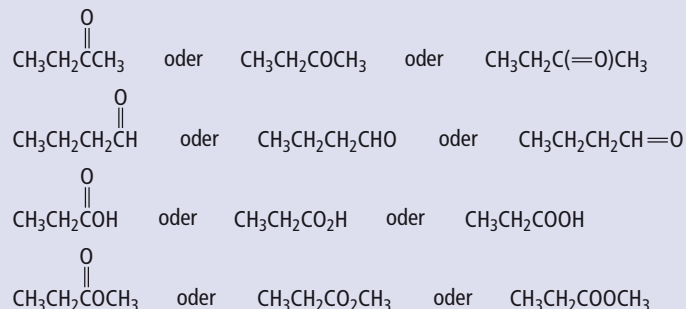 O
CH₃CH₂CCH₃ oder CH₃CH₂COCH₃ oder CH₃CH₂C(=O)CH₃
O
CH₃CH₂CH₂CH oder CH₃CH₂CH₂CHO oder CH₃CH₂CH₂CH=O
O
CH₃CH₂COH oder CH₃CH₂CO₂H oder CH₃CH₂COOH
O
CH₃CH₂COCH₃ oder CH₃CH₂CO₂CH₃ oder CH₃CH₂COOCH₃